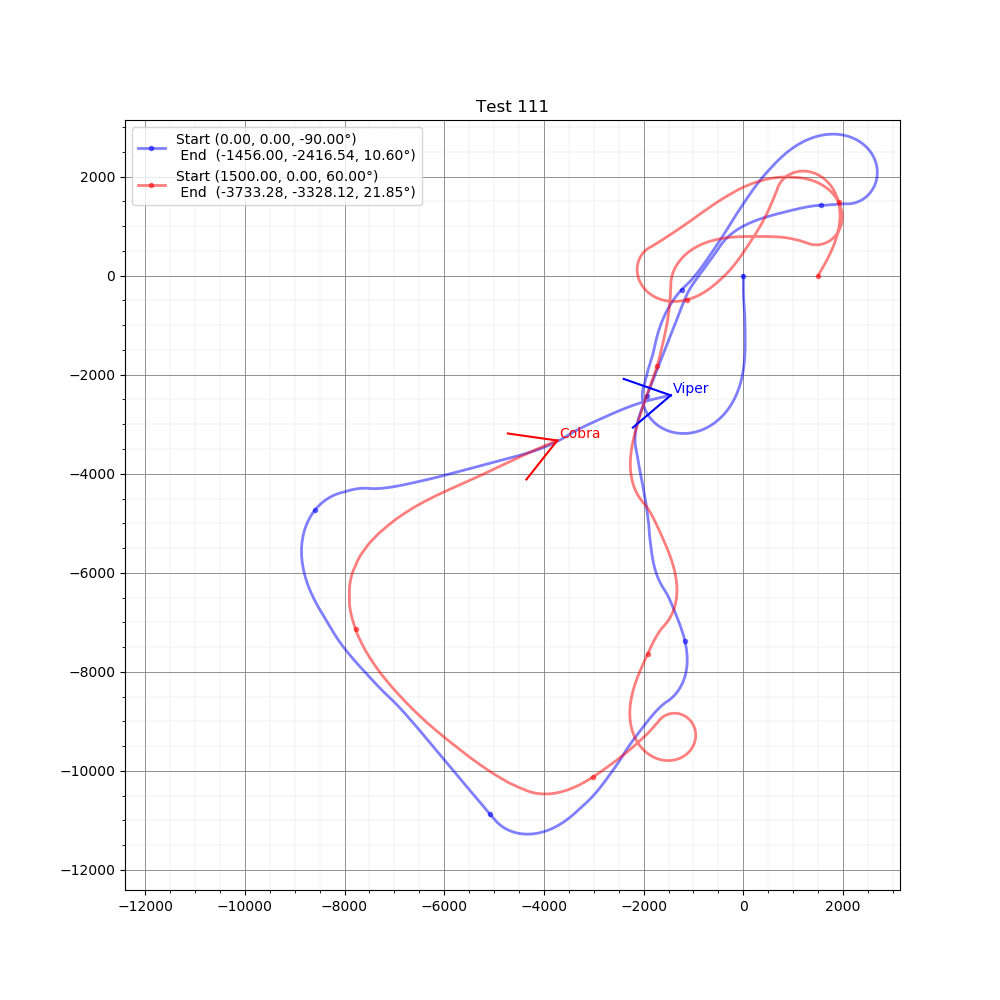 Test 111
Start (0.00, 0.00, -90.00°)
End (-1456.00, -2416.54, 10.60°)
Start (1500.00, 0.00, 60.00°)
End (-3733.28, -3328.12, 21.85°)
2000
0
−2000
−4000
−6000
−8000
−10000
−12000
Viper
Cobra
−12000 −10000 −8000 −6000 −4000 −2000 0 2000